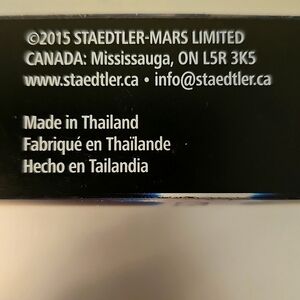 ©2015 STAEDTLER-MARS LIMITED
CANADA: Mississauga, ON L5R 3K5
www.staedtler.ca • info@staedtler.ca
Made in Thailand
Fabriqué en Thaïlande
Hecho en Tailandia